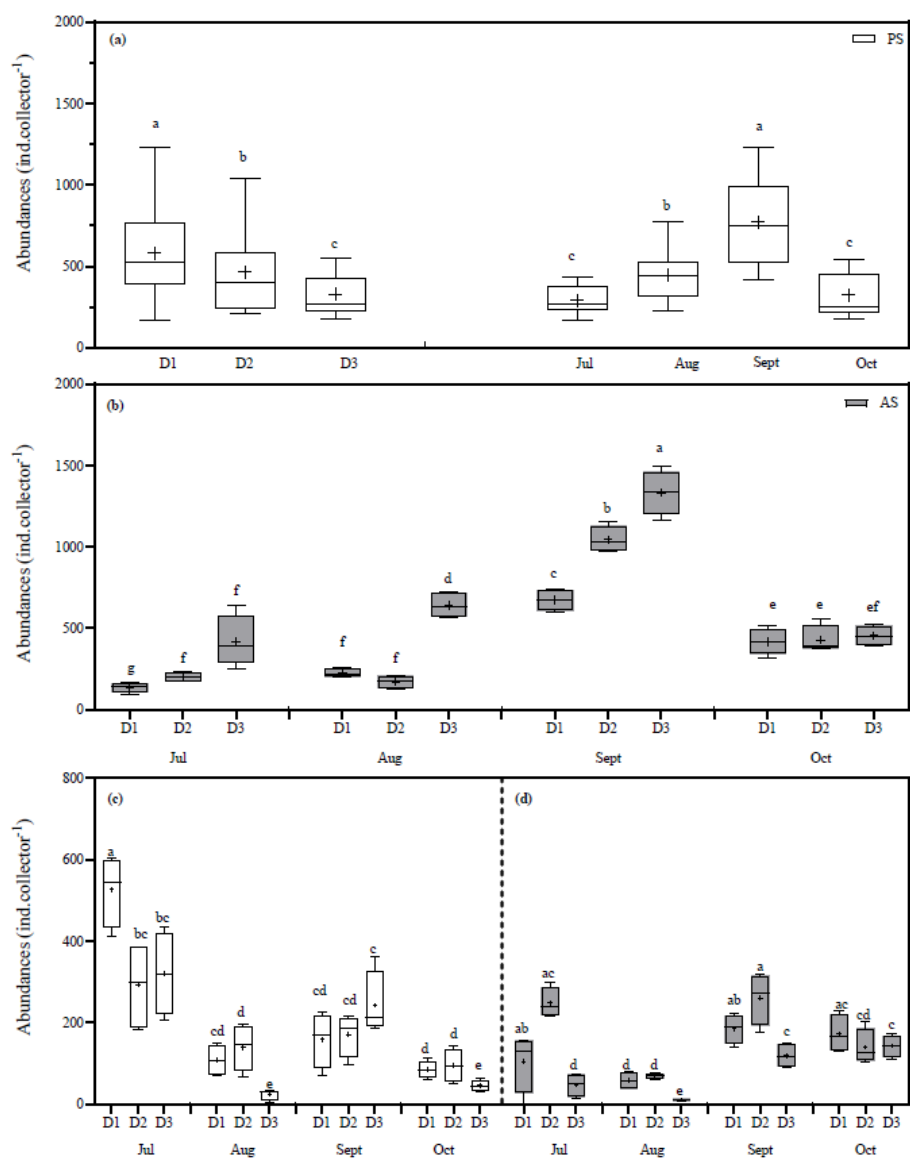 2000
(a)
PS
1500
1000
500
0
Abundances (ind.collector-1)
a
b
c
c
b
a
c
D1
D2
D3
Jul
Aug
Sept
Oct
2000
(b)
AS
1500
1000
500
0
Abundances (ind.collector-1)
g
f
f
f
f
d
c
b
a
e
e
ef
D1 D2 D3 D1 D2 D3 D1 D2 D3 D1 D2 D3
Jul Aug Sept Oct
800
(c)
(d)
600
400
200
0
Abundances (ind.collector-1)
a
bc
bc
cd
cd
e
cd
cd
c
d
d
e
ab
ac
d
d
d
e
ab
a
c
ac
cd
c
D1 D2 D3 D1 D2 D3 D1 D2 D3 D1 D2 D3 D1 D2 D3 D1 D2 D3 D1 D2 D3 D1 D2 D3
Jul Aug Sept Oct Jul Aug Sept Oct